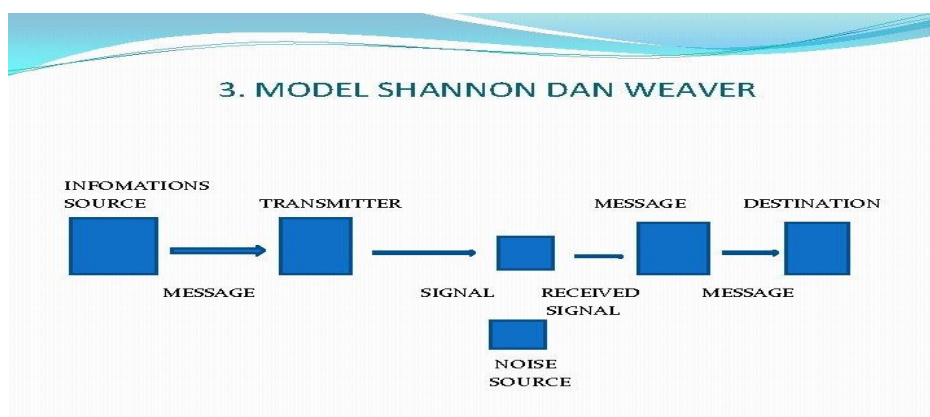 3. MODEL SHANNON DAN WEAVER
INFOMATIONS
SOURCE
TRANSMITTER
MESSAGE
DESTINATION
MESSAGE
SIGNAL
RECEIVED
SIGNAL
MESSAGE
NOISE
SOURCE